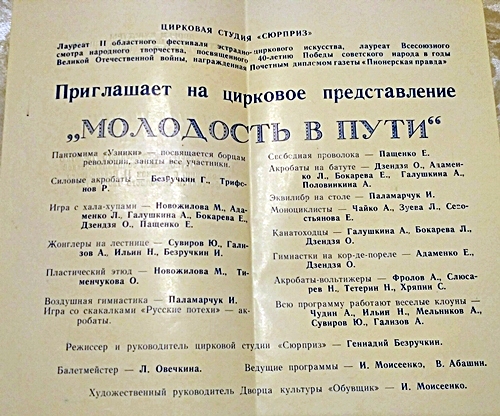 ЦИРКОВАЯ СТУДИЯ «СЮРПРИЗ»
Лауреат II областного фестиваля эстрадно-циркового искусства, лауреат Всесоюзного
смотра народного творчества, посвященного 40-летию Победы советского народа в годы
Великой Отечественной войны, награжденная Почетным дипломом газеты «Пионерская правда»
Приглашает на цирковое представление
„МОЛОДОСТЬ В ПУТИ“
Пантомима «Узники» — посвящается борцам
революции, заняты все участники.
Силовые акробаты — Безручкин Г., Трифо-
нов Р.
Игра с хала-хупами — Новожилова М., Ада-
менко Л., Галушкина А., Бокарева Е.,
Дзендзя О., Пащенко Е.
Жонглеры на лестнице — Сувиров Ю., Гали-
зов А., Ильин Н., Безручкин И.
Пластический этюд — Новожилова М., Ти-
менчукова О.
Воздушная гимнастика — Паламарчук И.
Игра со скакалками «Русские потехи» — ак-
робаты.
Свободная проволока — Пащенко Е.
Акробаты на батуте — Дзендзя О., Адамен-
ко Л., Бокарева Е., Галушкина А.,
Половинкина А.
Эквилибр на столе — Паламарчук И.
Моноциклисты — Чайко А., Зуева Л., Сево-
стьянова Е.
Канатоходцы — Галушкина А., Бокарева Л.,
Дзендзя О.
Гимнастки на кор-де-пореле — Адаменко Е.,
Дзендзя О.
Акробаты-вольтижеры — Фролов А., Слюса-
рев Н., Тетерин Н., Хряпин С.
Всю программу работают веселые клоуны —
Чудин А., Ильин Н., Мельников А.,
Сувиров Ю., Гализов А.
Режиссер и руководитель цирковой студии «Сюрприз» — Геннадий Безручкин.
Балетмейстер — Л. Овечкина. Ведущие программы — И. Моисеенко, В. Абашни.
Художественный руководитель Дворца культуры «Обувщик» — И. Моисеенко.